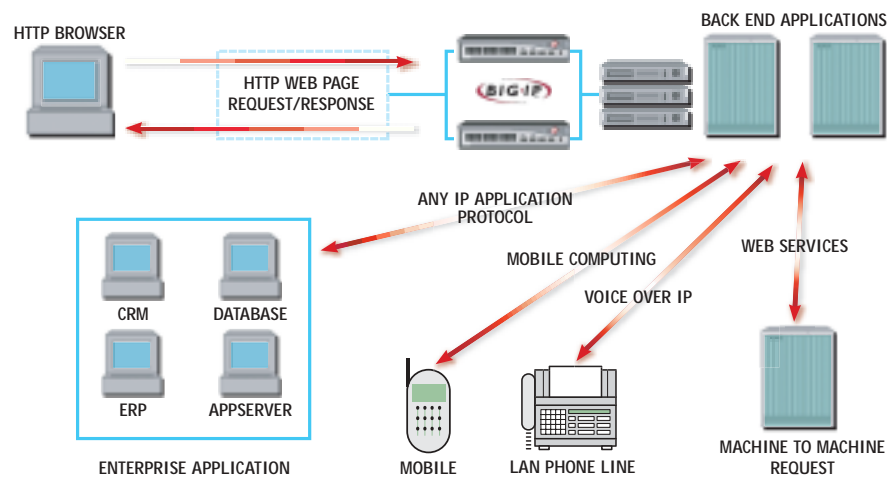 HTTP BROWSER
BACK END APPLICATIONS
HTTP WEB PAGE
REQUEST/RESPONSE
BIG-IP
ANY IP APPLICATION
PROTOCOL
MOBILE COMPUTING
WEB SERVICES
VOICE OVER IP
CRM
DATABASE
ERP
APPSERVER
ENTERPRISE APPLICATION
MOBILE
LAN PHONE LINE
MACHINE TO MACHINE
REQUEST